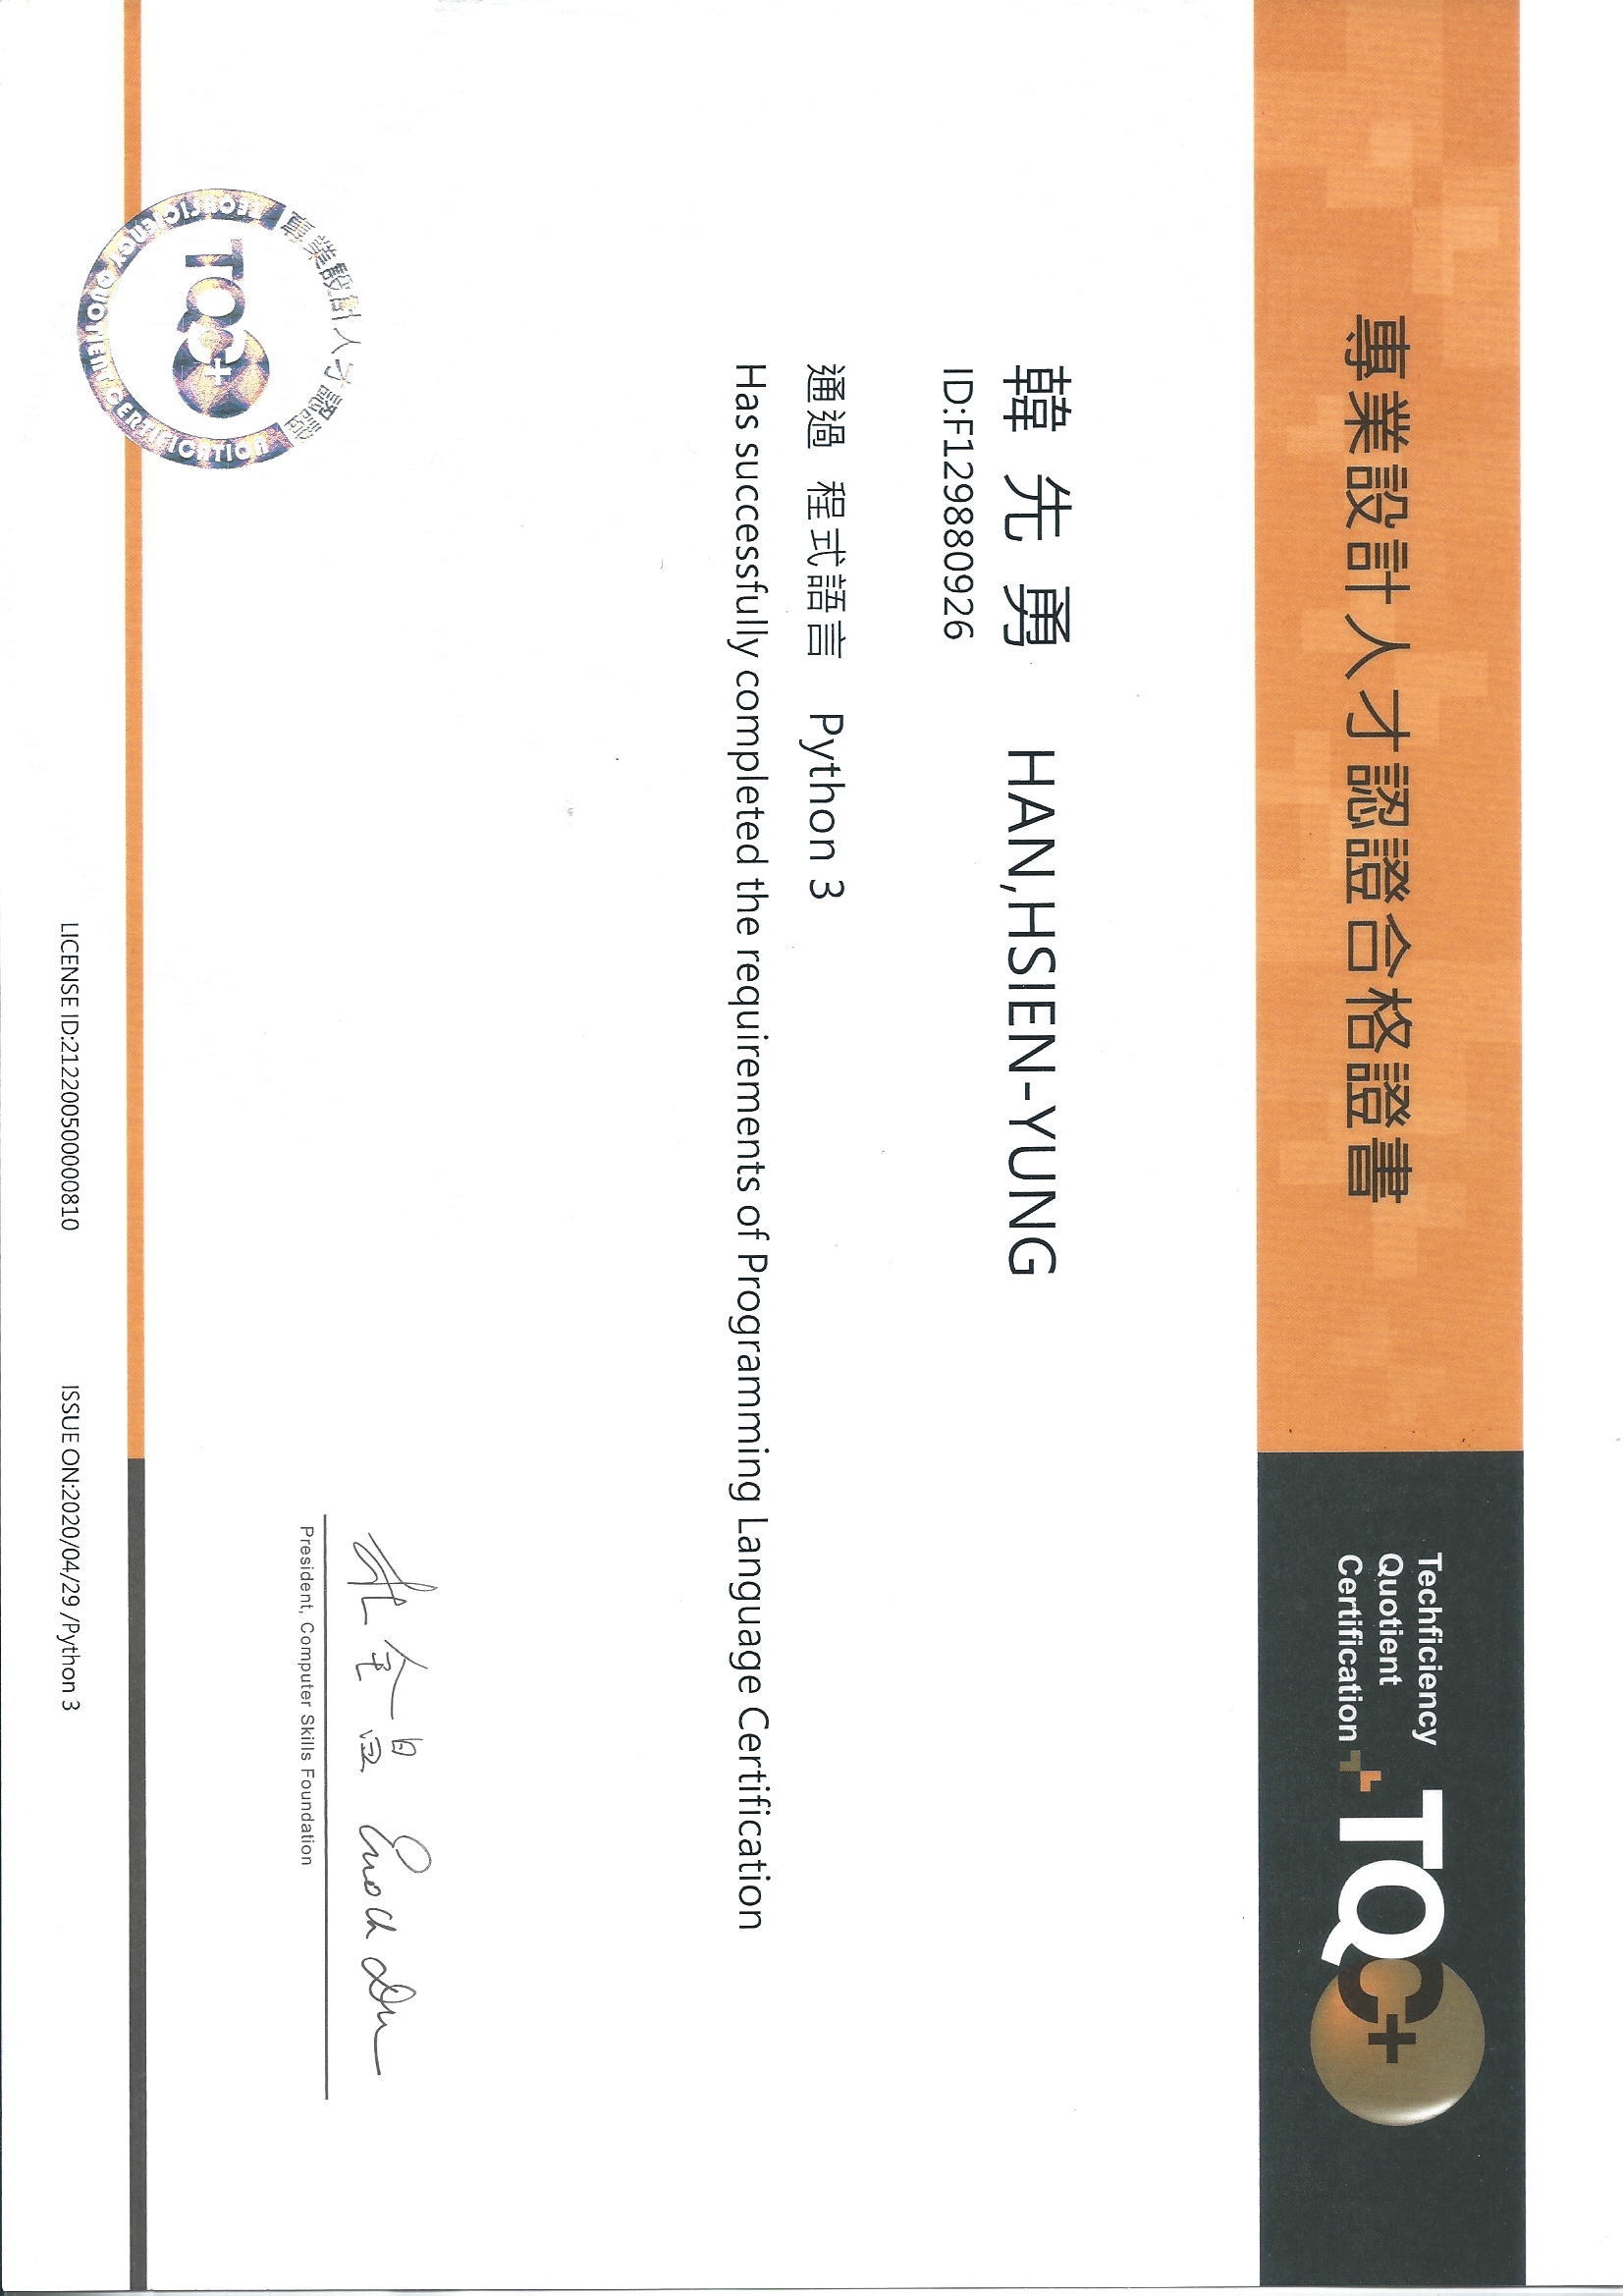 專業設計人才認證合格證書
Techficiency
Quotient
Certification
TQC+
韓先勇 HAN,HSIEN-YUNG
ID:F129880926
通過 程式語言 Python 3
Has successfully completed the requirements of Programming Language Certification
杜全昌 Enoch Du
President, Computer Skills Foundation
專業設計人才認證
TQC+
TECHFICIENCY QUOTIENT CERTIFICATION
LICENSE ID:212200500000810 ISSUE ON:2020/04/29 /Python 3